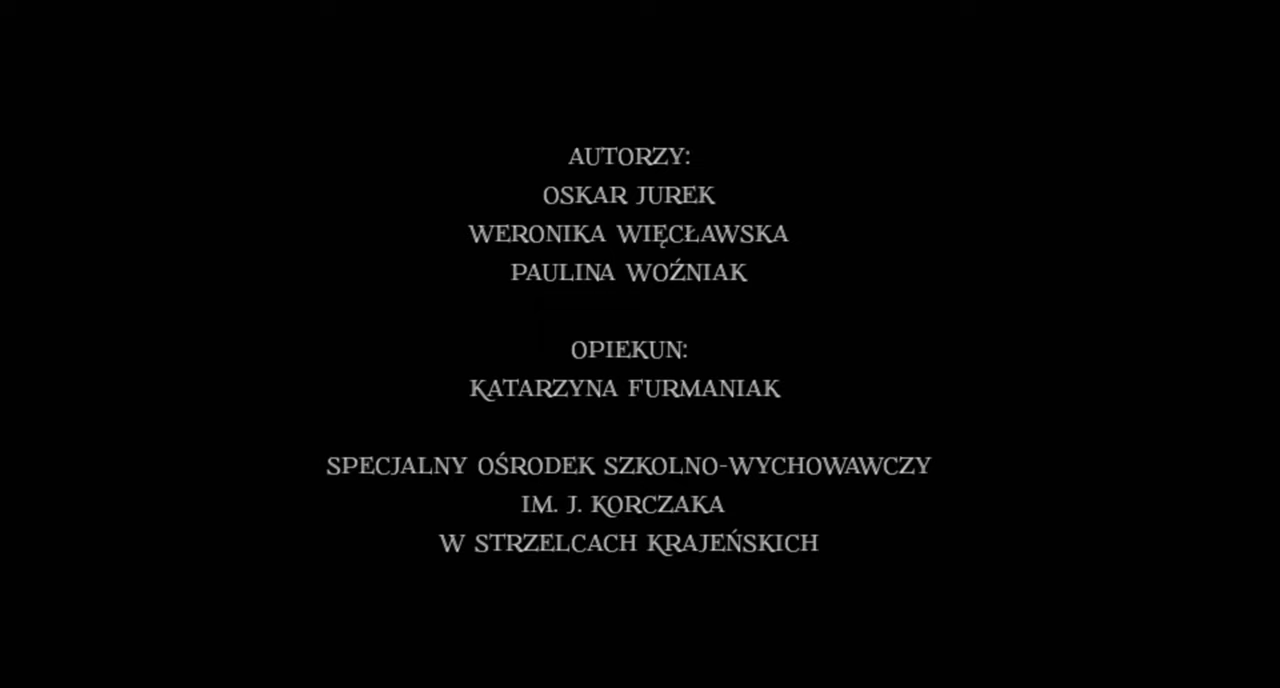 AUTORZY:
OSKAR JUREK
WERONIKA WIĘCŁAWSKA
PAULINA WOŹNIAK
OPIEKUN:
KATARZYNA FURMANIAK
SPECJALNY OŚRODEK SZKOLNO-WYCHOWAWCZY
IM. J. KORCZAKA
W STRZELCACH KRAJEŃSKICH